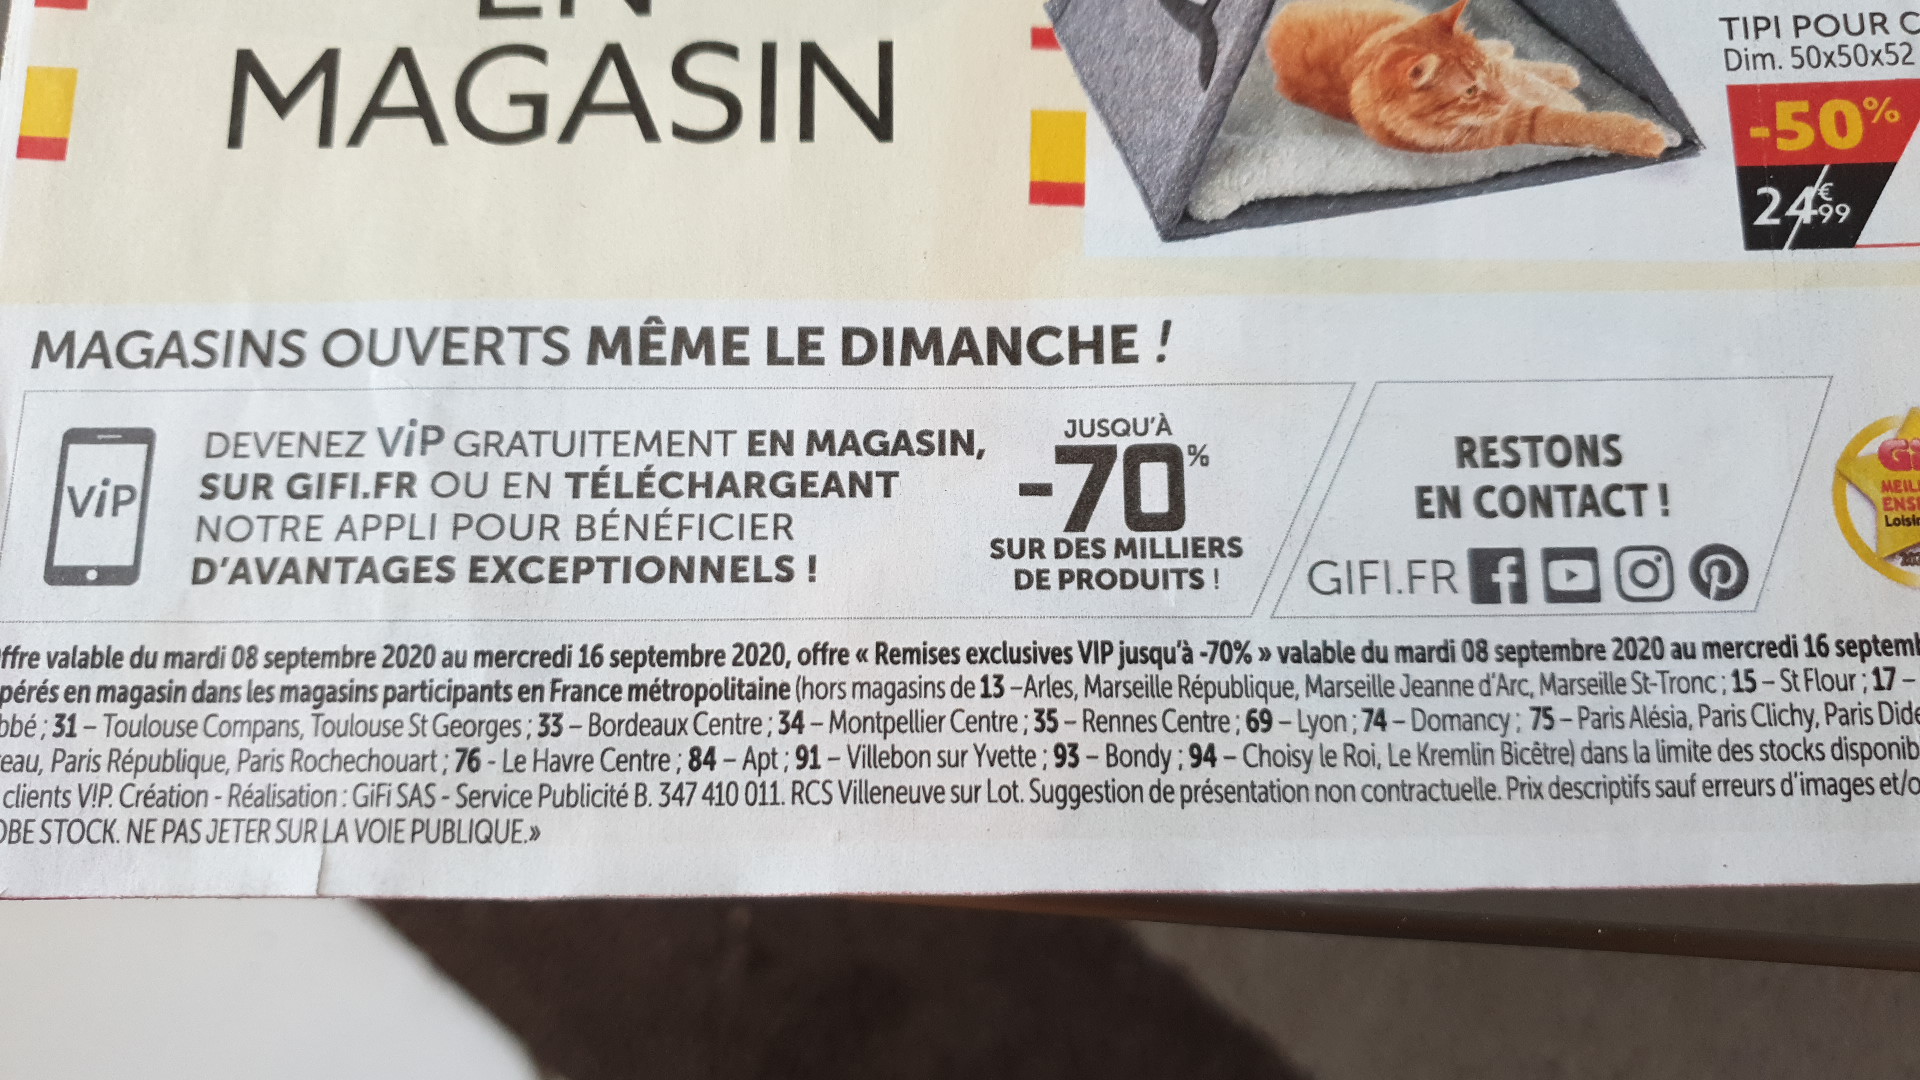 EN
MAGASIN
TIPI POUR C
Dim. 50x50x52
-50%
24€99
MAGASINS OUVERTS MÊME LE DIMANCHE !
ViP
DEVENEZ ViP GRATUITEMENT EN MAGASIN,
SUR GIFI.FR OU EN TÉLÉCHARGEANT
NOTRE APPLI POUR BÉNÉFICIER
D'AVANTAGES EXCEPTIONNELS !
JUSQU'À
-70%
SUR DES MILLIERS
DE PRODUITS !
RESTONS
EN CONTACT !
GIFI.FR
ffre valable du mardi 08 septembre 2020 au mercredi 16 septembre 2020, offre « Remises exclusives VIP jusqu'à -70% » valable du mardi 08 septembre 2020 au mercredi 16 septemb
pérés en magasin dans les magasins participants en France métropolitaine (hors magasins de 13 –Arles, Marseille République, Marseille Jeanne d'Arc, Marseille St-Tronc ; 15 – St Flour ; 17 –
bbé ; 31 – Toulouse Compans, Toulouse St Georges ; 33 – Bordeaux Centre ; 34 – Montpellier Centre ; 35 – Rennes Centre ; 69 – Lyon ; 74 – Domancy ; 75 – Paris Alésia, Paris Clichy, Paris Dide
eau, Paris République, Paris Rochechouart ; 76 - Le Havre Centre ; 84 – Apt ; 91 – Villebon sur Yvette ; 93 – Bondy ; 94 – Choisy le Roi, Le Kremlin Bicêtre) dans la limite des stocks disponib
clients V!P. Création - Réalisation : GiFi SAS - Service Publicité B. 347 410 011. RCS Villeneuve sur Lot. Suggestion de présentation non contractuelle. Prix descriptifs sauf erreurs d'images et/o
OBE STOCK. NE PAS JETER SUR LA VOIE PUBLIQUE.»